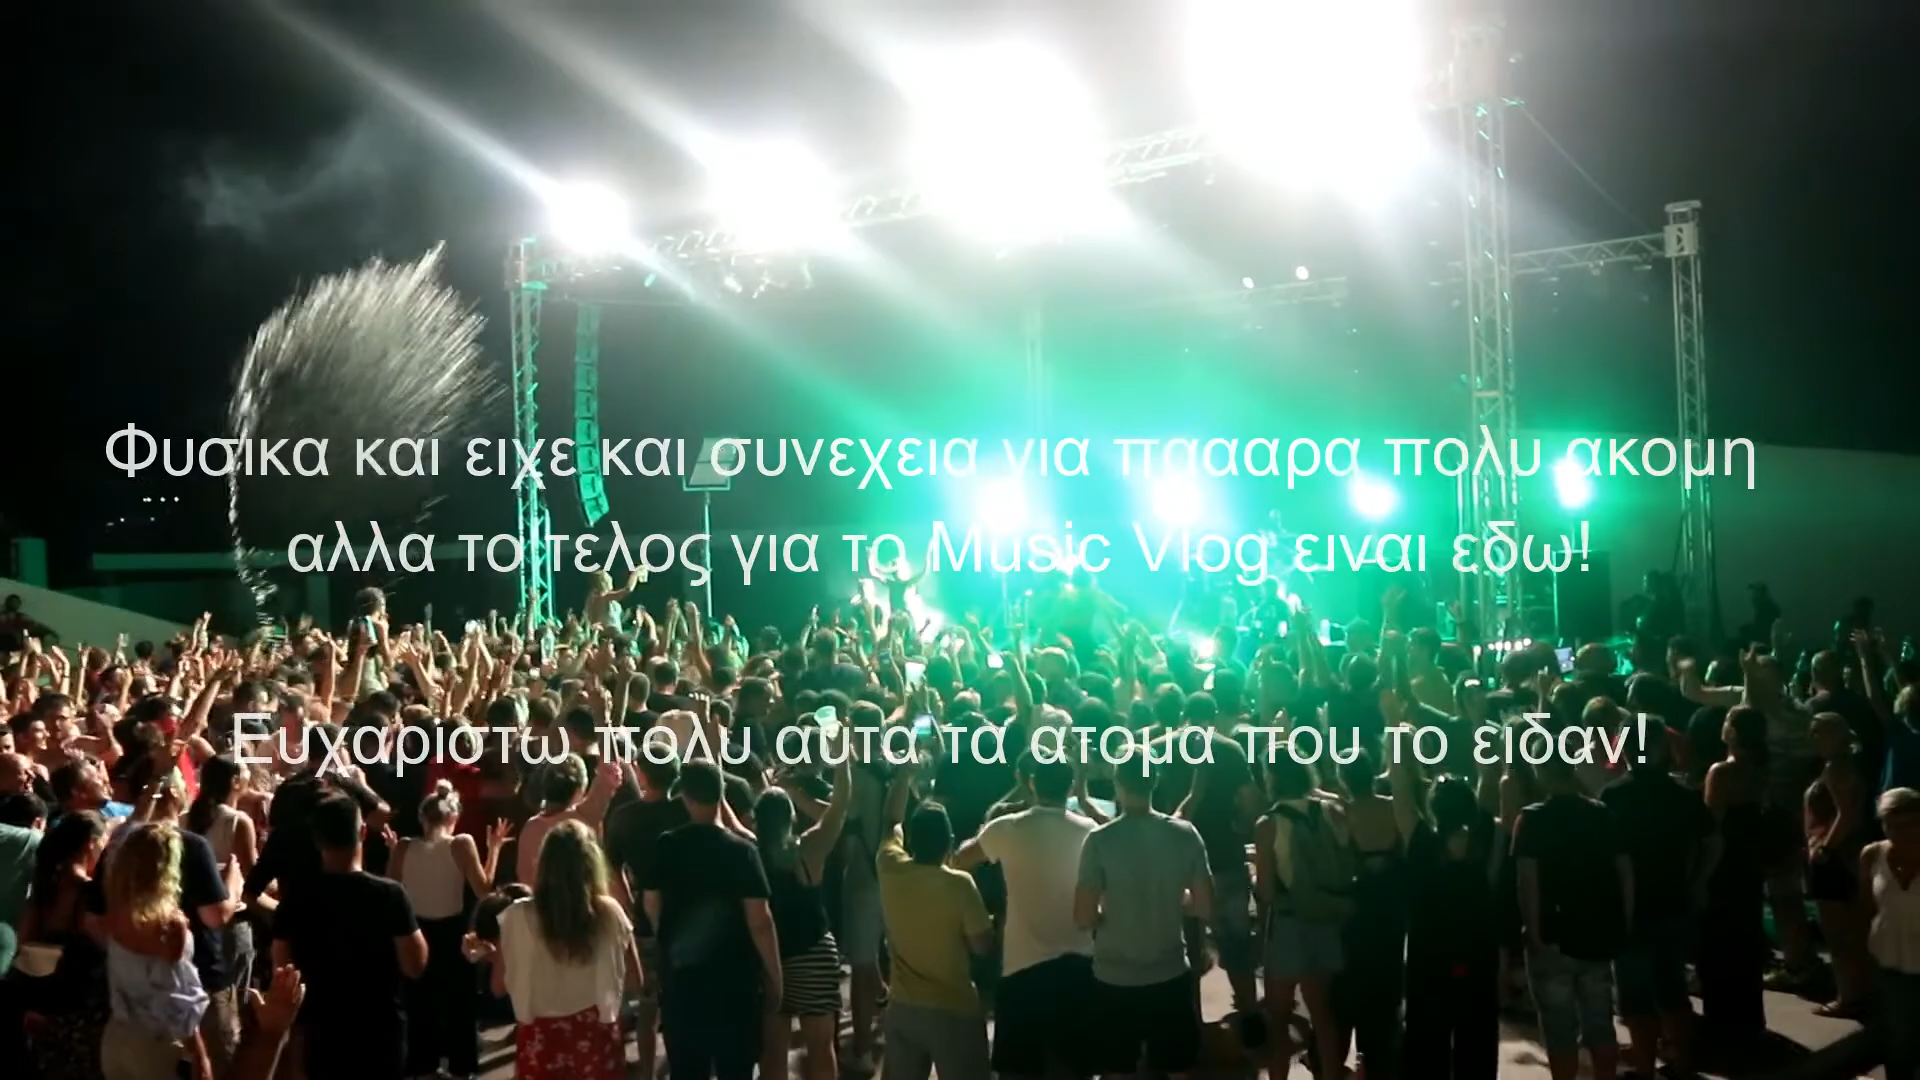 Φυσικα και ειχε και συνεχεια για παααρα πολυ ακομη
αλλα το τελος για το Music Vlog ειναι εδω!
Ευχαριστω πολυ αυτα τα ατομα που το ειδαν!